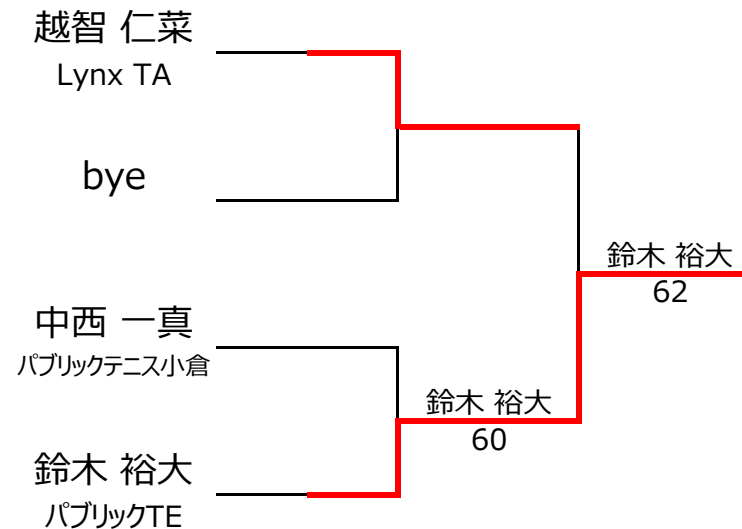 越智 仁菜
Lynx TA
bye
中西 一真
パブリックテニス小倉
鈴木 裕大
パブリックTE
鈴木 裕大
60
鈴木 裕大
62